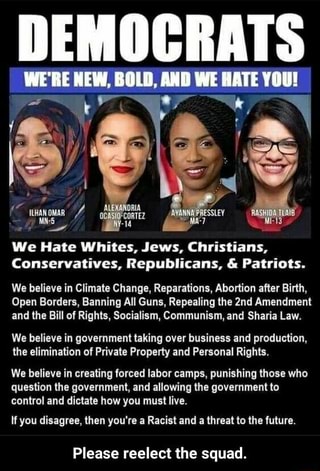 DEMOCRATS
WE'RE NEW, BOLD, AND WE HATE YOU!
ILHAN OMAR
MN-5
ALEXANDRIA
OCASIO-CORTEZ
NY-14
AYANNA PRESSLEY
MA-7
RASHIDA TLAIB
MI-13
We Hate Whites, Jews, Christians,
Conservatives, Republicans, & Patriots.
We believe in Climate Change, Reparations, Abortion after Birth,
Open Borders, Banning All Guns, Repealing the 2nd Amendment
and the Bill of Rights, Socialism, Communism, and Sharia Law.
We believe in government taking over business and production,
the elimination of Private Property and Personal Rights.
We believe in creating forced labor camps, punishing those who
question the government, and allowing the government to
control and dictate how you must live.
If you disagree, then you're a Racist and a threat to the future.
Please reelect the squad.